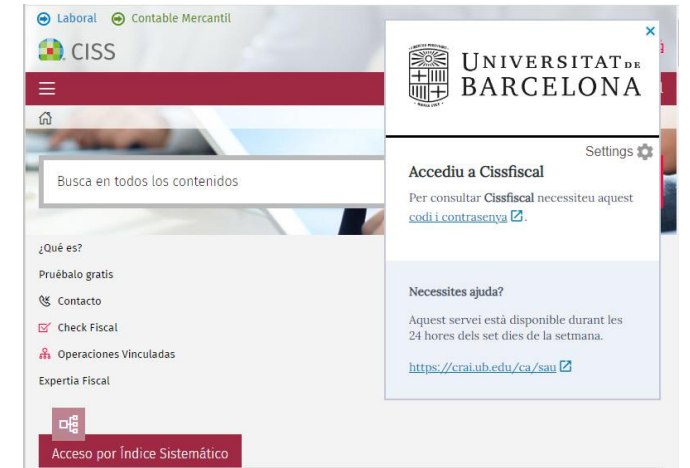 Laboral Contable Mercantil
CISS
Busca en todos los contenidos
¿Qué es?
Pruébalo gratis
Contacto
Check Fiscal
Operaciones Vinculadas
Expertia Fiscal
Acceso por Índice Sistemático
UNIVERSITAT DE
BARCELONA
Settings
Accediu a Cissfiscal
Per consultar Cissfiscal necessiteu aquest
codi i contrasenya.
Necessites ajuda?
Aquest servei està disponible durant les
24 hores dels set dies de la setmana.
https://crai.ub.edu/ca/sau